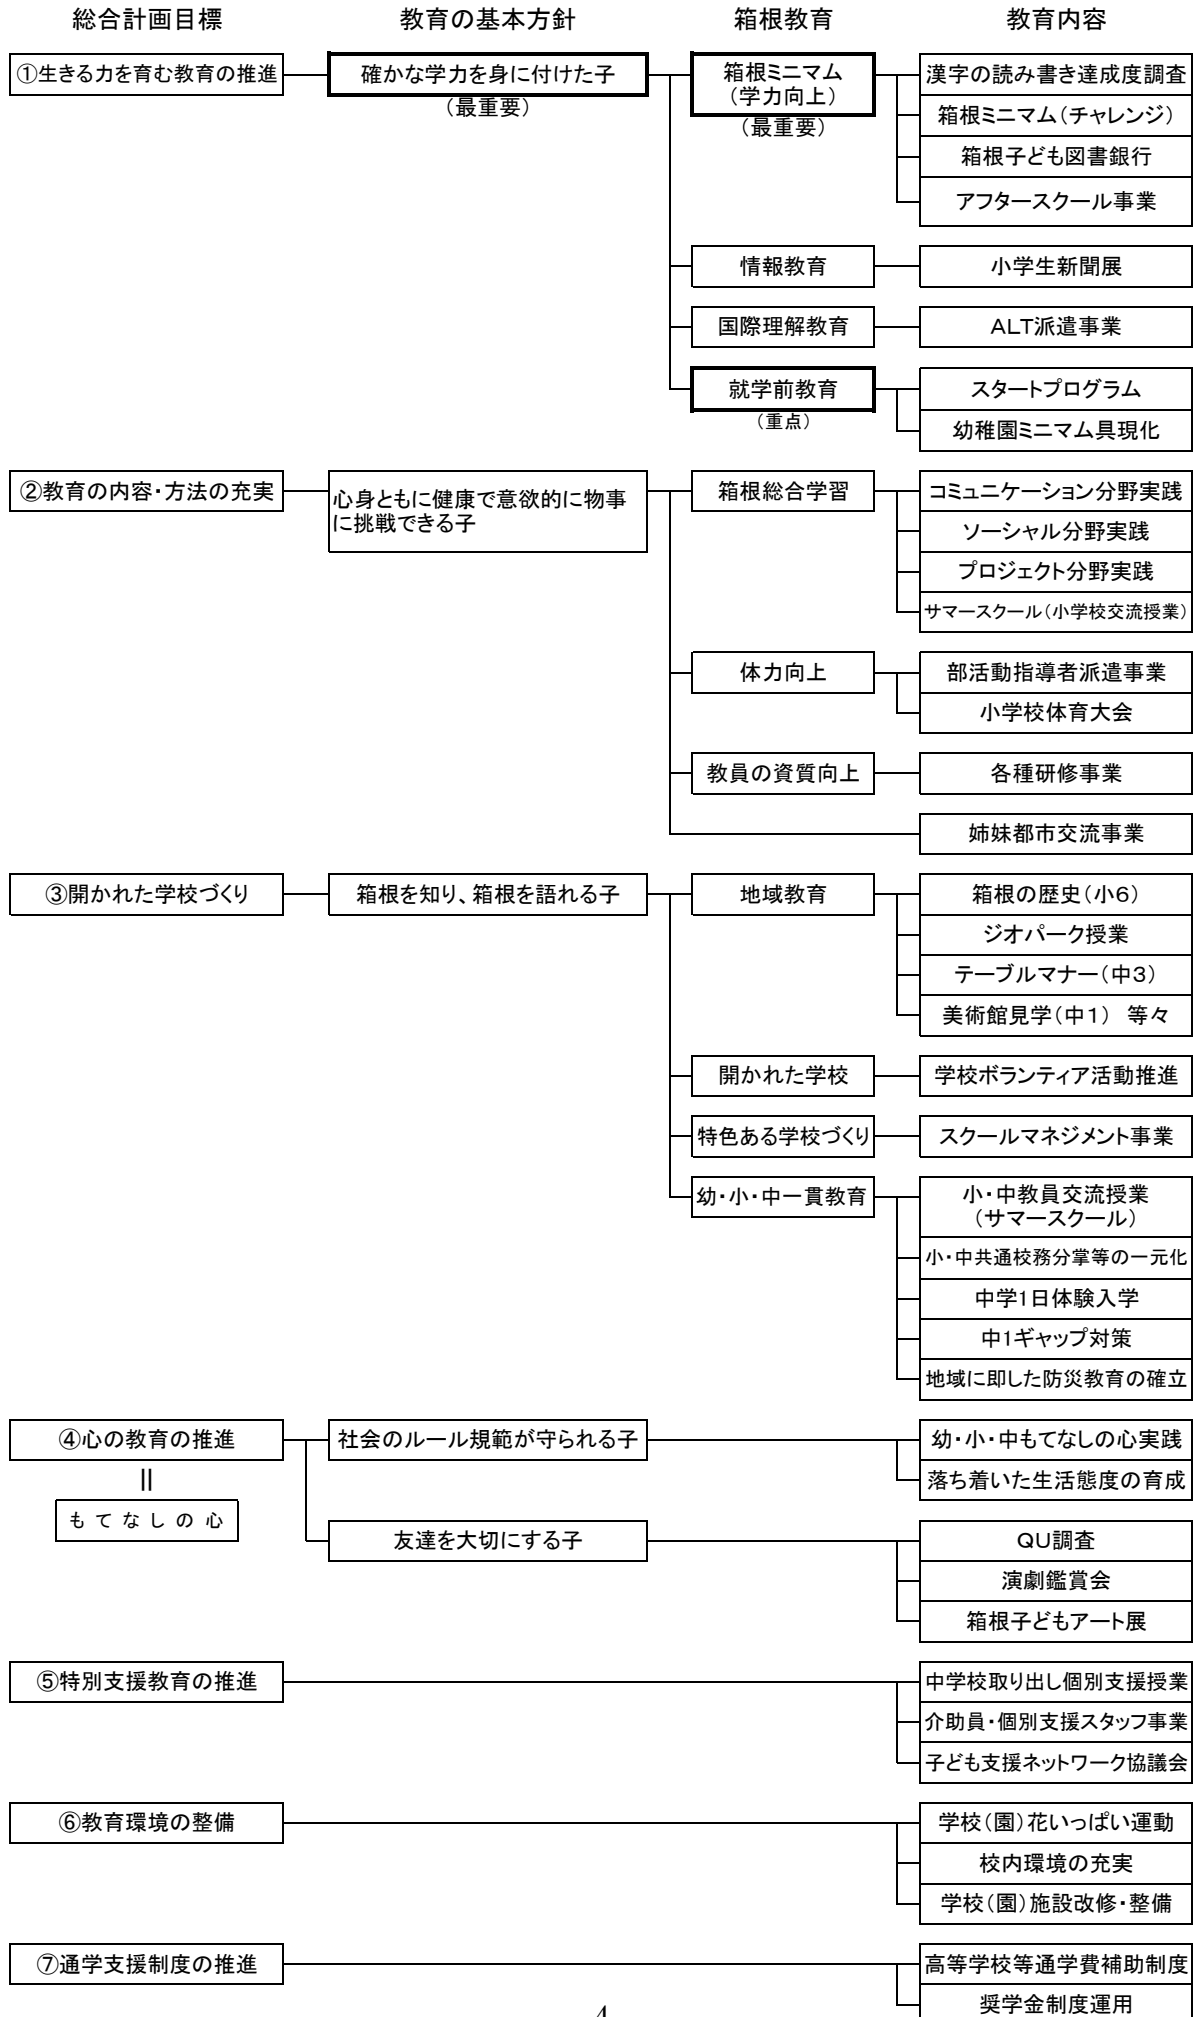 総合計画目標　教育の基本方針　箱根教育　教育内容
①生きる力を育む教育の推進　確かな学力を身に付けた子　箱根ミニマム　漢字の読み書き達成度調査
（学力向上）
（最重要）
（最重要）
箱根ミニマム（チャレンジ）
箱根子ども図書銀行
アフタースクール事業
情報教育　小学生新聞展
国際理解教育　ALT派遣事業
就学前教育　スタートプログラム
（重点）
幼稚園ミニマム具現化
②教育の内容・方法の充実　心身ともに健康で意欲的に物事　箱根総合学習　コミュニケーション分野実践
に挑戦できる子
ソーシャル分野実践
プロジェクト分野実践
サマースクール（小学校交流授業）
体力向上　部活動指導者派遣事業
小学校体育大会
教員の資質向上　各種研修事業
姉妹都市交流事業
③開かれた学校づくり　箱根を知り、箱根を語れる子　地域教育　箱根の歴史（小6）
ジオパーク授業
テーブルマナー（中3）
美術館見学（中1）　等々
開かれた学校　学校ボランティア活動推進
特色ある学校づくり　スクールマネジメント事業
幼・小・中一貫教育　小・中教員交流授業
（サマースクール）
小・中共通校務分掌等の一元化
中学1日体験入学
中1ギャップ対策
地域に即した防災教育の確立
④心の教育の推進　社会のルール規範が守られる子　幼・小・中もてなしの心実践
＝
落ち着いた生活態度の育成
もてなしの心
友達を大切にする子　QU調査
演劇鑑賞会
箱根子どもアート展
⑤特別支援教育の推進　中学校取り出し個別支援授業
介助員・個別支援スタッフ事業
子ども支援ネットワーク協議会
⑥教育環境の整備　学校（園）花いっぱい運動
校内環境の充実
学校（園）施設改修・整備
⑦通学支援制度の推進　高等学校等通学費補助制度
奨学金制度運用
4